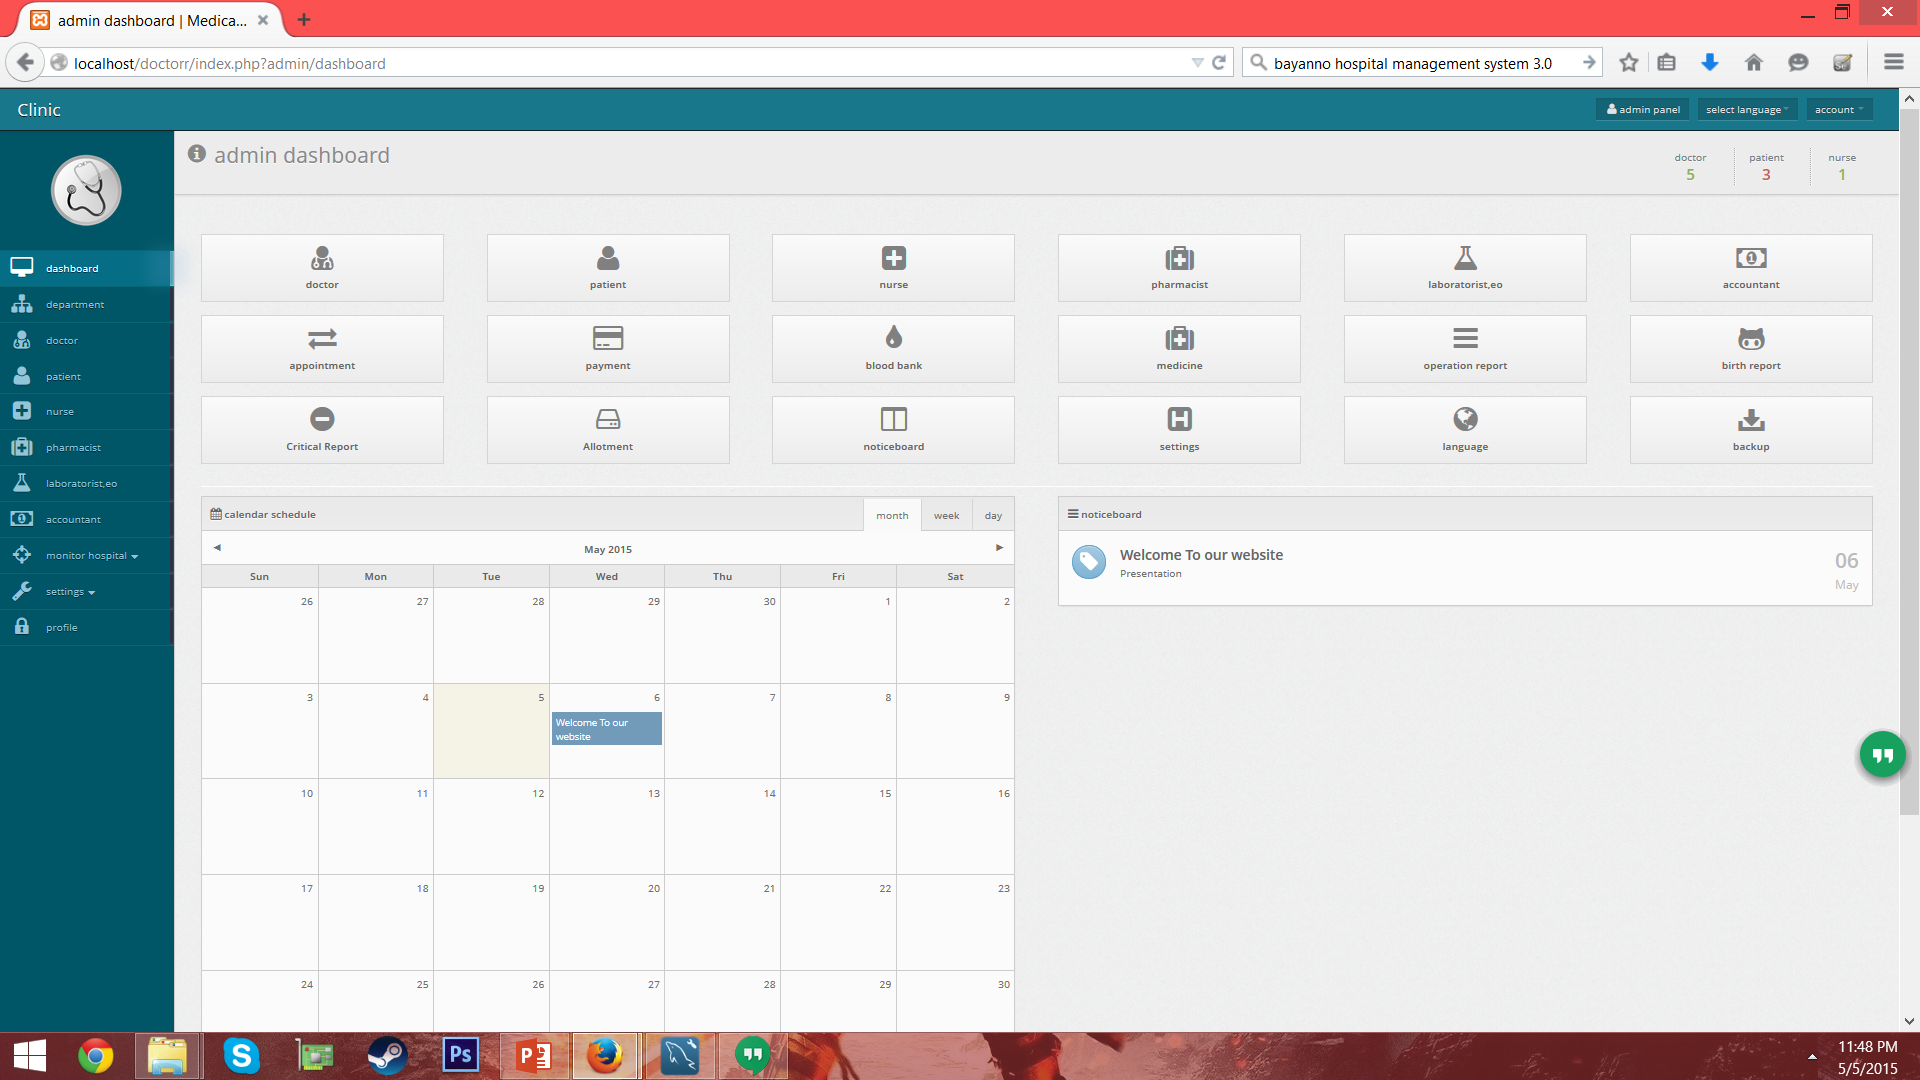 admin dashboard | Medica...
localhost/doctorr/index.php?admin/dashboard
bayanno hospital management system 3.0
Clinic
admin panel
select language
account
admin dashboard
doctor
5
patient
3
nurse
1
dashboard
department
doctor
patient
nurse
pharmacist
laboratorist,eo
accountant
monitor hospital
settings
profile
doctor
patient
nurse
pharmacist
laboratorist,eo
accountant
appointment
payment
blood bank
medicine
operation report
birth report
Critical Report
Allotment
noticeboard
settings
language
backup
calendar schedule
month
week
day
May 2015
Sun Mon Tue Wed Thu Fri Sat
26 27 28 29 30 1 2
3 4 5 6 7 8 9
Welcome To our
website
10 11 12 13 14 15 16
17 18 19 20 21 22 23
24 25 26 27 28 29 30
noticeboard
Welcome To our website
Presentation
06
May
Ps
P
11:48 PM
5/5/2015